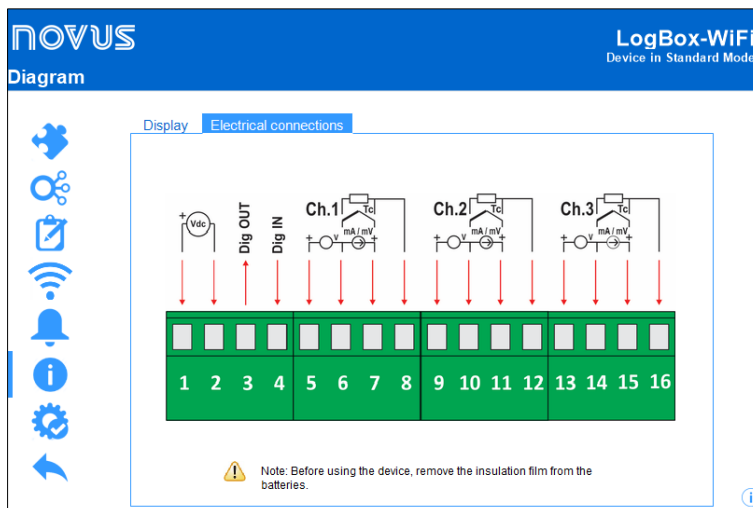 novus
LogBox-WiFi
Device in Standard Mode
Diagram
Display
Electrical connections
+ Vdc
Dig OUT
Dig IN
Ch.1 Tc
mA / mV
+ V +
Ch.2 Tc
mA / mV
+ V +
Ch.3 Tc
mA / mV
+ V +
1 2 3 4 5 6 7 8 9 10 11 12 13 14 15 16
Note: Before using the device, remove the insulation film from the
batteries.